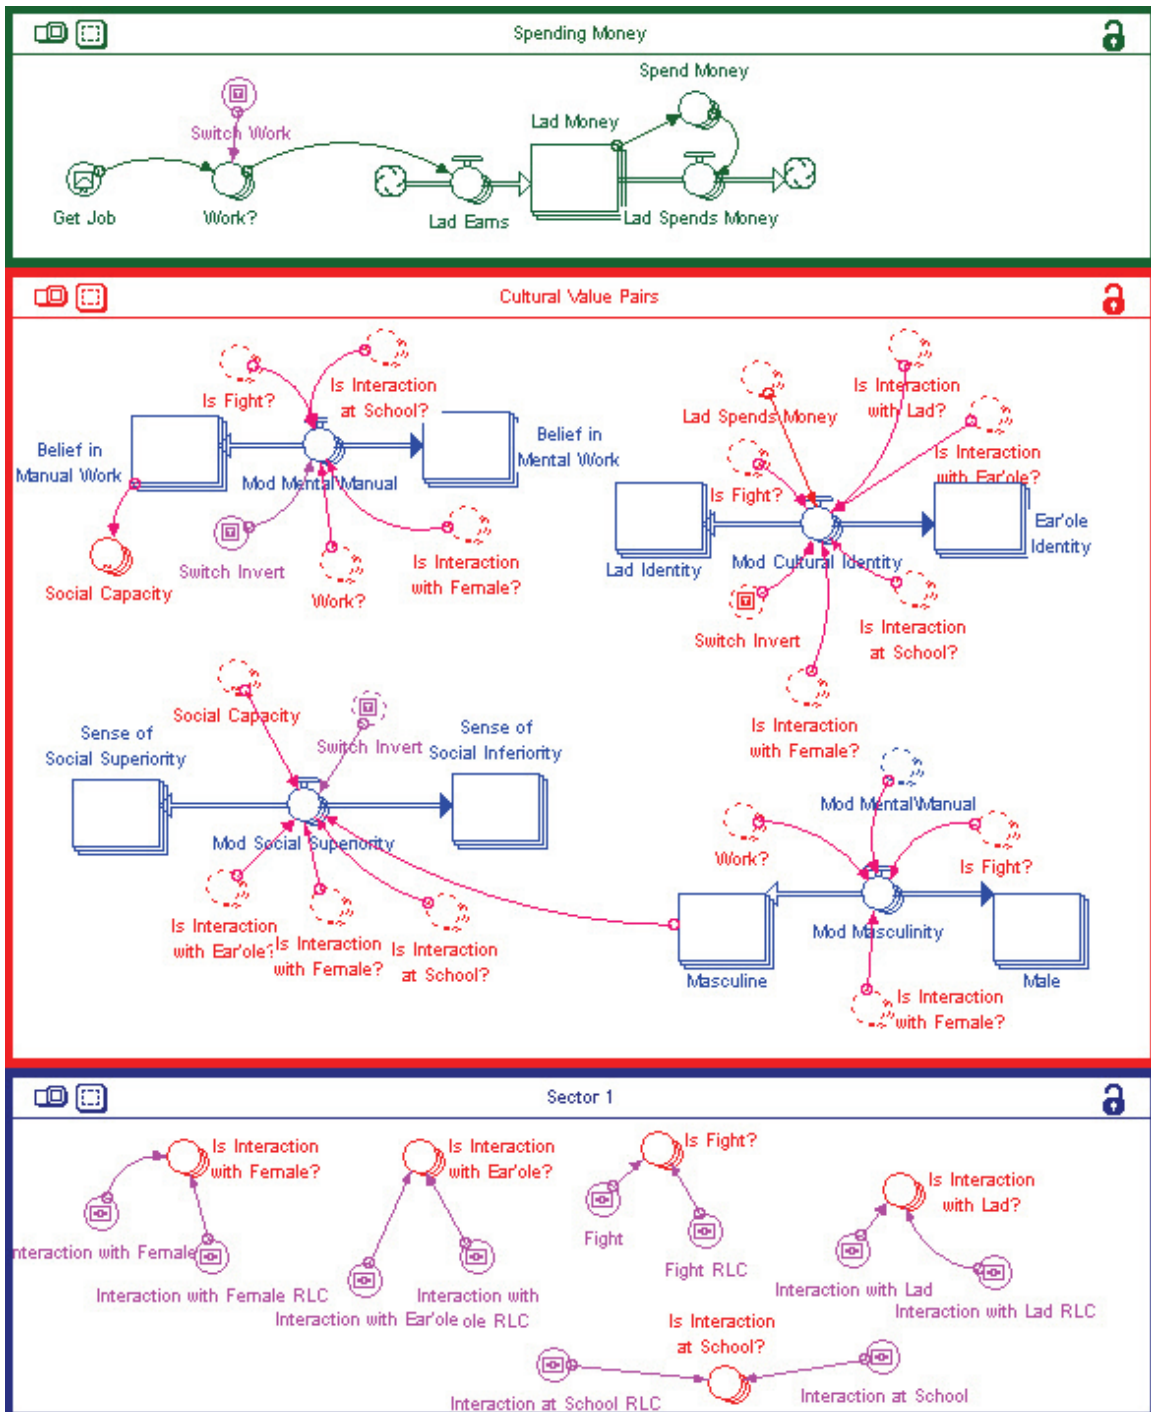 Spending Money
Spend Money
Switch Work
Lad Money
Get Job
Work?
Lad Earns
Lad Spends Money
Cultural Value Pairs
Is Fight?
Is Interaction
at School?
Belief in
Manual Work
Mod Mental\Manual
Belief in
Mental Work
Switch Invert
Social Capacity
Work?
Is Interaction
with Female?
Is Interaction
with Lad?
Lad Spends Money
Is Fight?
Is Interaction
with Ear'ole?
Lad Identity
Mod Cultural Identity
Ear'ole
Identity
Switch Invert
Is Interaction
at School?
Is Interaction
with Female?
Social Capacity
Switch Invert
Sense of
Social Superiority
Sense of
Social Inferiority
Mod Social Superiority
Is Interaction
with Ear'ole?
Is Interaction
with Female?
Is Interaction
at School?
Mod Mental\Manual
Work?
Is Fight?
Mod Masculinity
Masculine
Male
Is Interaction
with Female?
Sector 1
Is Interaction
with Female?
Is Interaction
with Ear'ole?
Is Fight?
Is Interaction
with Lad?
nteraction with Female
Interaction with Female RLC
Interaction with
Interaction with Ear'ole ole RLC
Fight
Fight RLC
Interaction with Lad
Interaction with Lad RLC
Is Interaction
at School?
Interaction at School RLC
Interaction at School